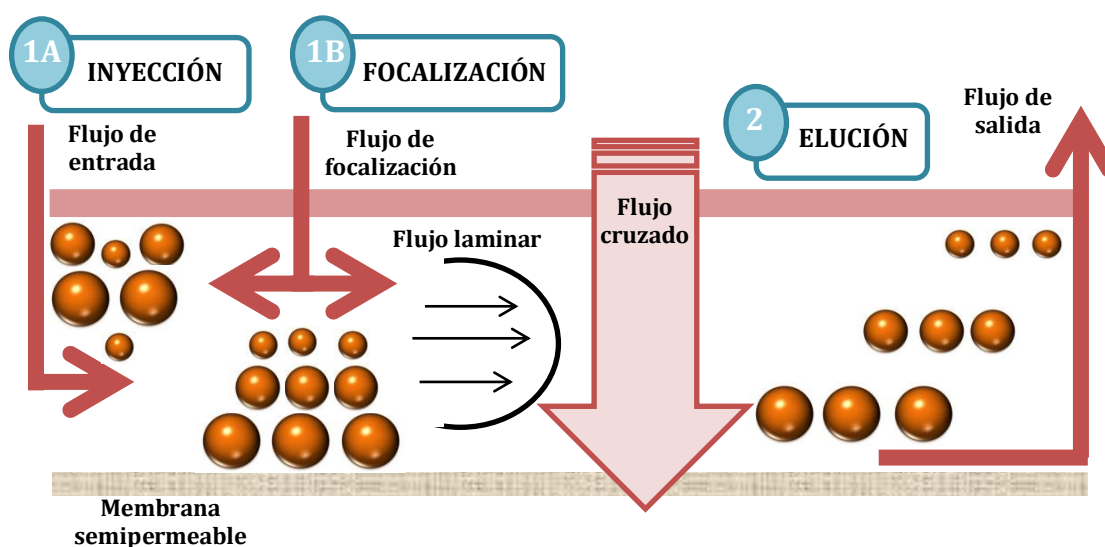 1A
INYECCIÓN
Flujo de
entrada
1B
FOCALIZACIÓN
Flujo de
focalización
Flujo laminar
Flujo
cruzado
2
ELUCIÓN
Flujo de
salida
Membrana
semipermeable